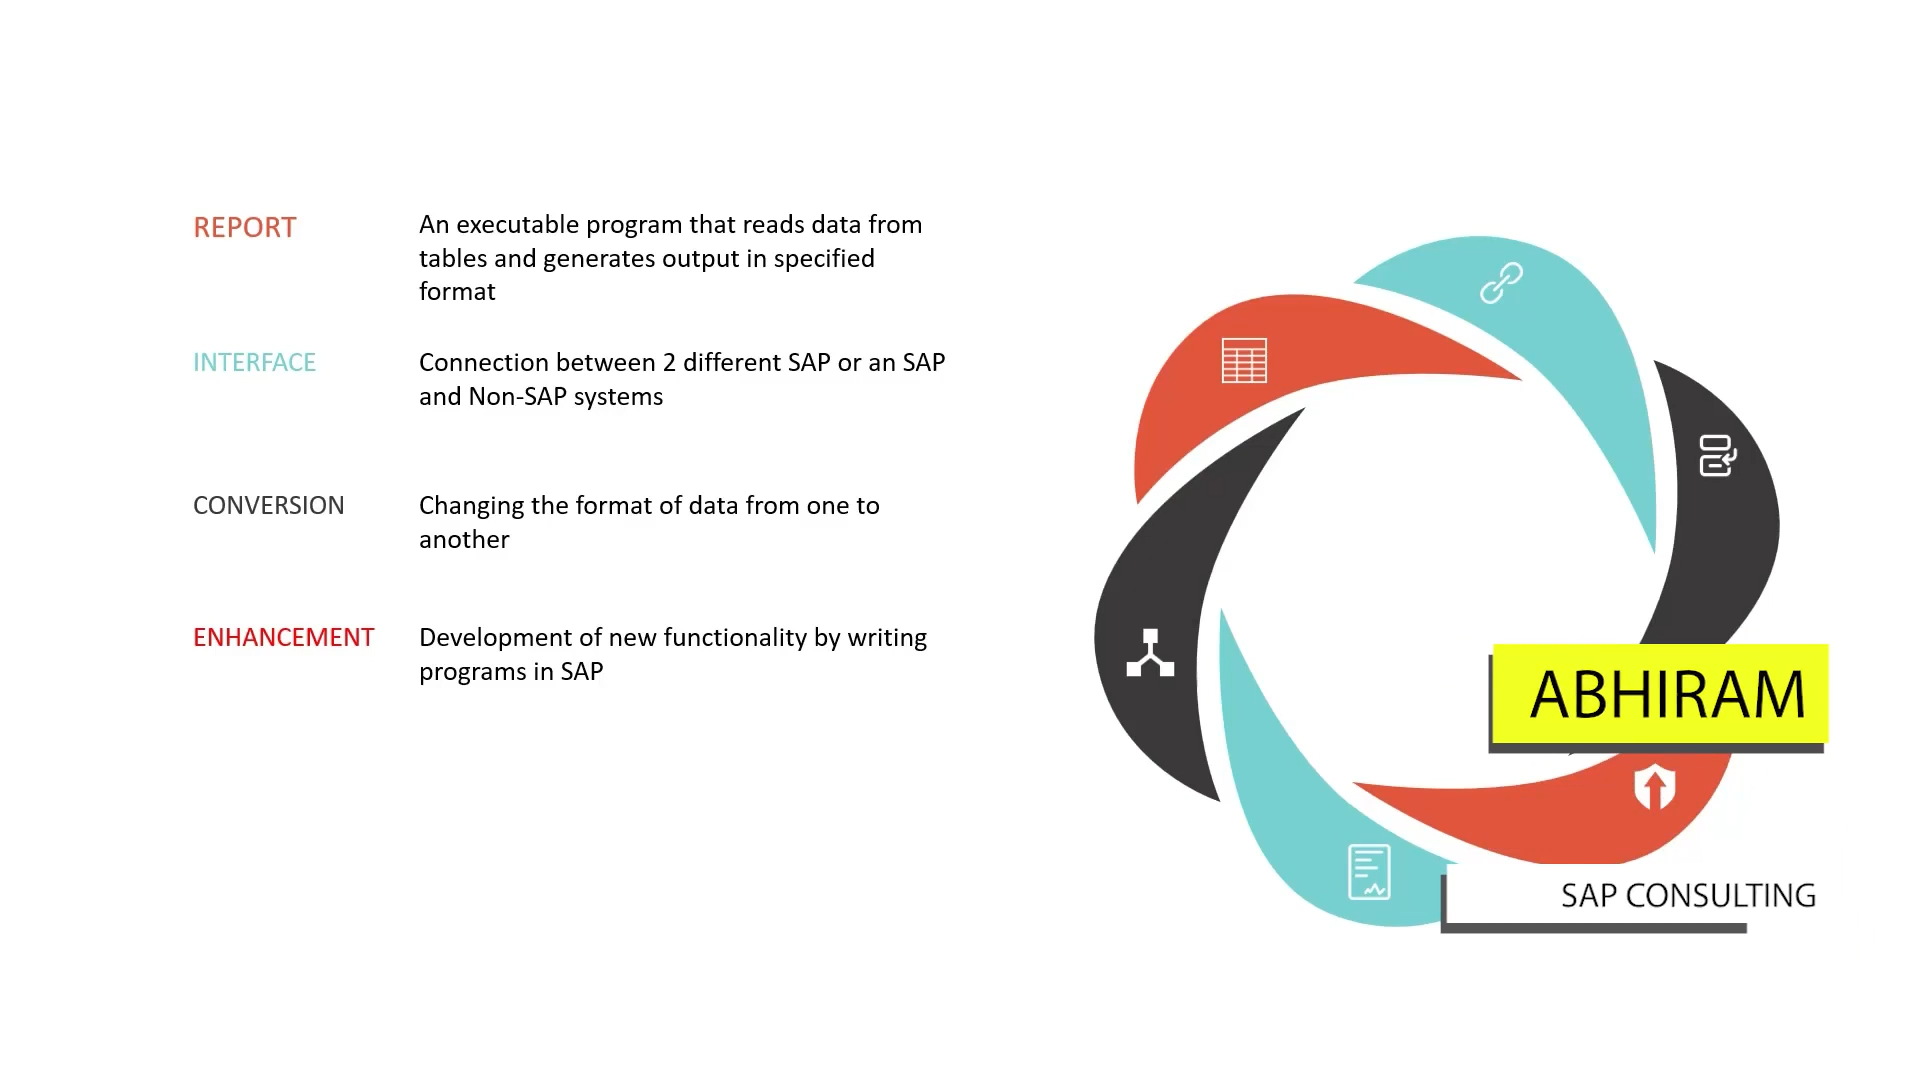 REPORT
An executable program that reads data from
tables and generates output in specified
format
INTERFACE
Connection between 2 different SAP or an SAP
and Non-SAP systems
CONVERSION
Changing the format of data from one to
another
ENHANCEMENT
Development of new functionality by writing
programs in SAP
ABHIRAM
SAP CONSULTING